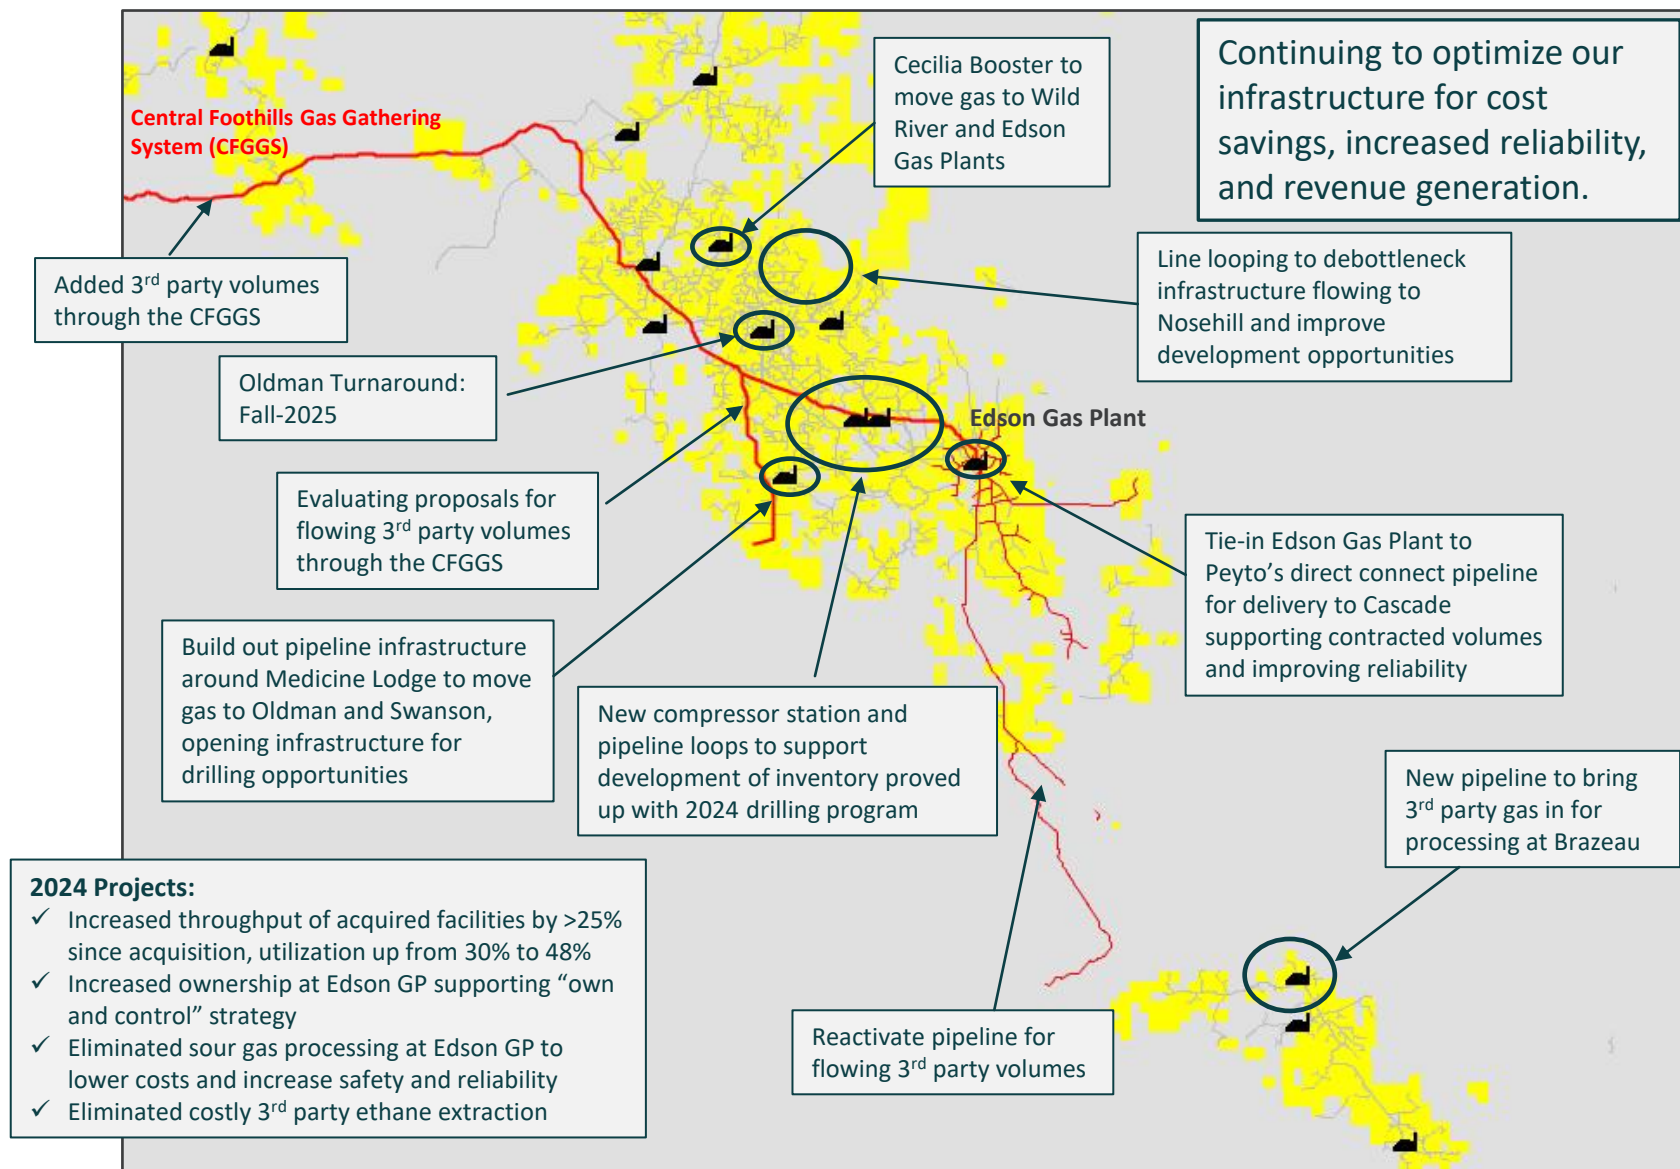 Continuing to optimize our
infrastructure for cost
savings, increased reliability,
and revenue generation.
Cecilia Booster to
move gas to Wild
River and Edson
Gas Plants
Central Foothills Gas Gathering
System (CFGGS)
Added 3rd party volumes
through the CFGGS
Line looping to debottleneck
infrastructure flowing to
Nosehill and improve
development opportunities
Oldman Turnaround:
Fall-2025
Edson Gas Plant
Evaluating proposals for
flowing 3rd party volumes
through the CFGGS
Tie-in Edson Gas Plant to
Peyto’s direct connect pipeline
for delivery to Cascade
supporting contracted volumes
and improving reliability
Build out pipeline infrastructure
around Medicine Lodge to move
gas to Oldman and Swanson,
opening infrastructure for
drilling opportunities
New compressor station and
pipeline loops to support
development of inventory proved
up with 2024 drilling program
New pipeline to bring
3rd party gas in for
processing at Brazeau
2024 Projects:
✓ Increased throughput of acquired facilities by >25%
since acquisition, utilization up from 30% to 48%
✓ Increased ownership at Edson GP supporting “own
and control” strategy
✓ Eliminated sour gas processing at Edson GP to
lower costs and increase safety and reliability
✓ Eliminated costly 3rd party ethane extraction
Reactivate pipeline for
flowing 3rd party volumes